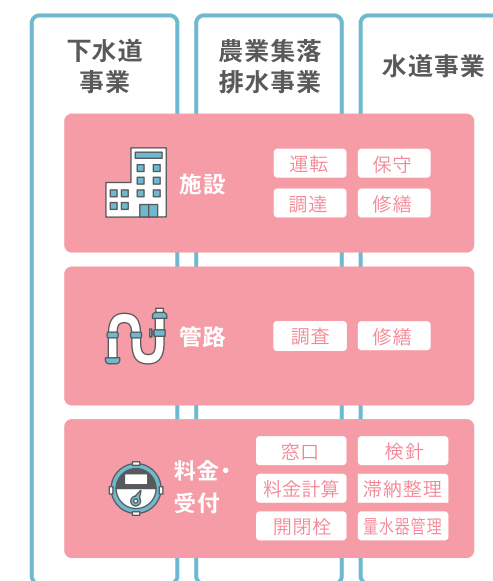 下水道
事業
農業集落
排水事業
水道事業
施設
運転
保守
調達
修繕
管路
調査
修繕
料金・
受付
窓口
検針
料金計算
滞納整理
開閉栓
量水器管理